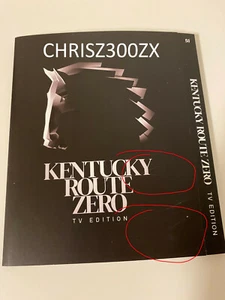 CHRISZ300ZX
KENTUCKY
ROUTE
ZERO
TV EDITION
KENTUCKY ROUTE ZERO TV EDITION